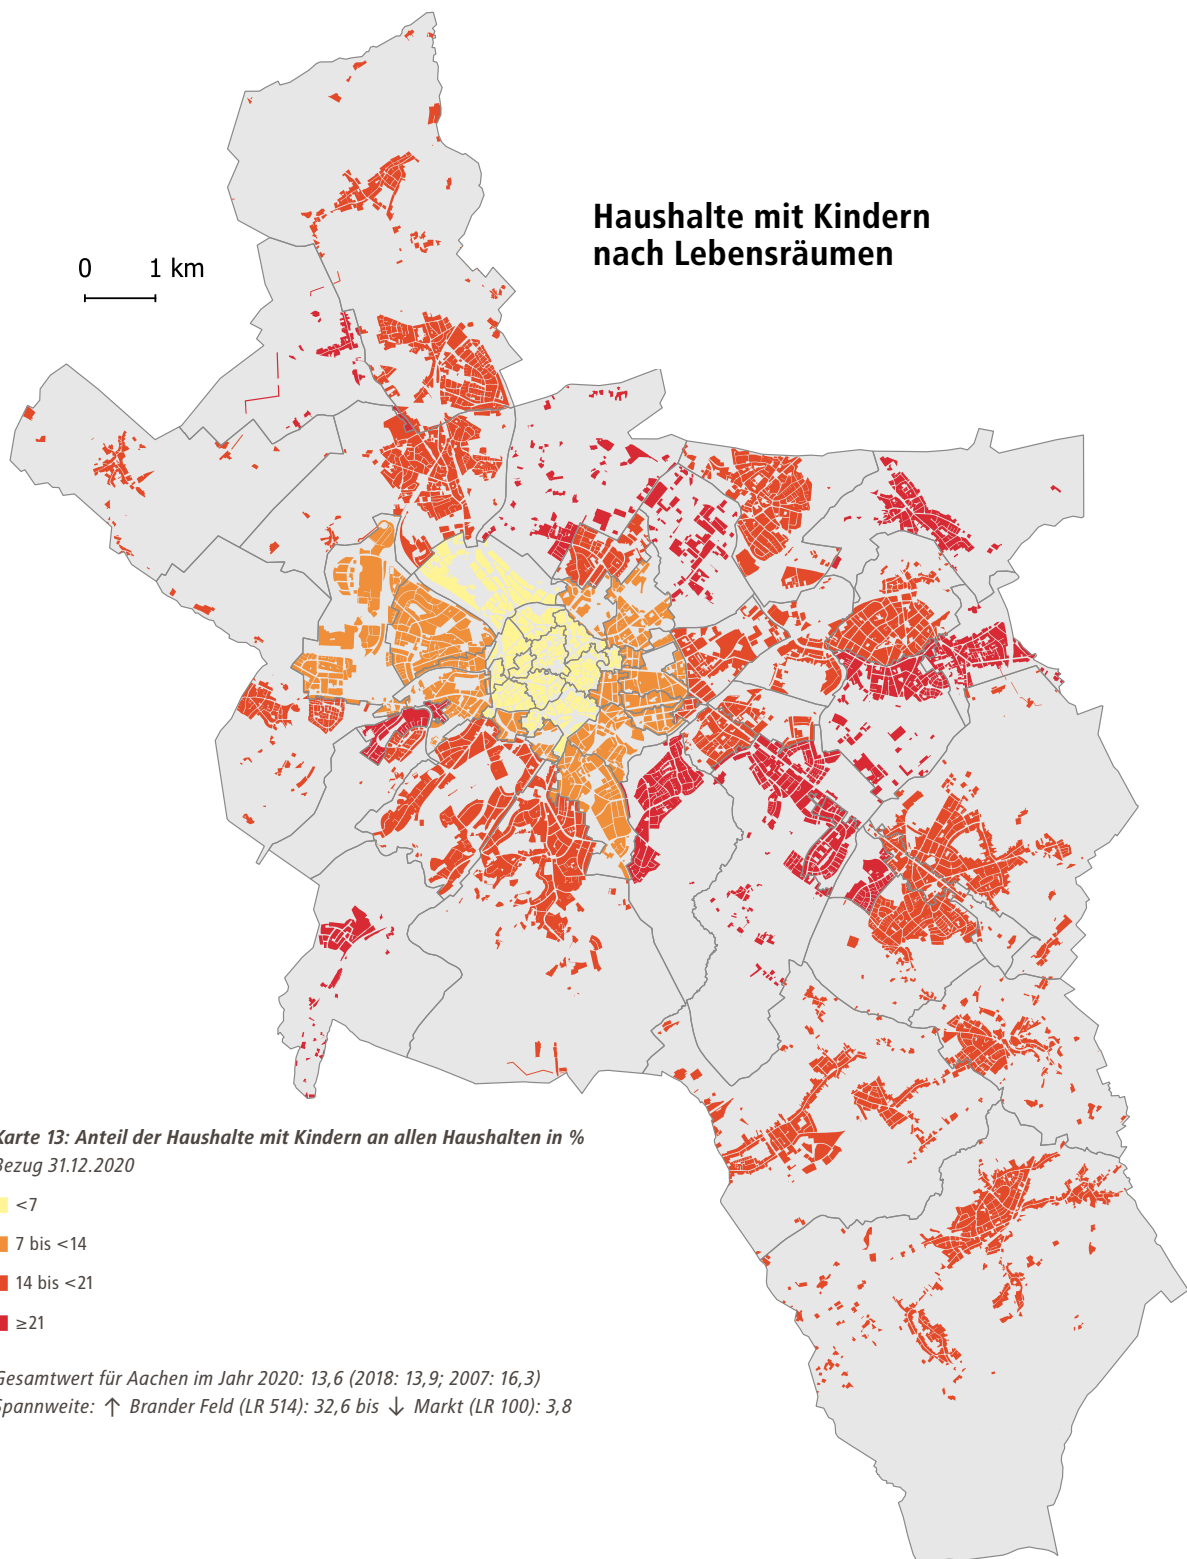 Haushalte mit Kindern
nach Lebensräumen
0 1 km
Karte 13: Anteil der Haushalte mit Kindern an allen Haushalten in %
Bezug 31.12.2020
<7
7 bis <14
14 bis <21
≥21
Gesamtwert für Aachen im Jahr 2020: 13,6 (2018: 13,9; 2007: 16,3)
Spannweite: ↑ Brander Feld (LR 514): 32,6 bis ↓ Markt (LR 100): 3,8